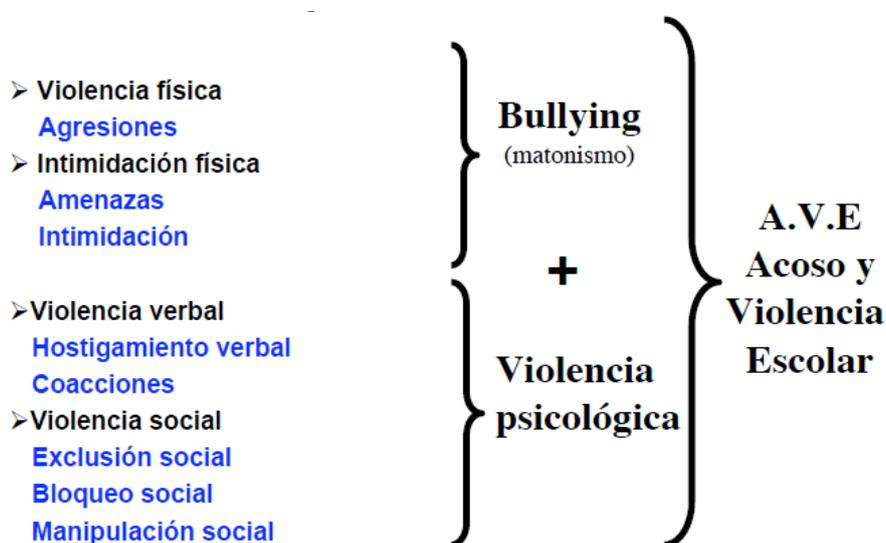 ➢ Violencia física
Agresiones
➢ Intimidación física
Amenazas
Intimidación
➢Violencia verbal
Hostigamiento verbal
Coacciones
➢Violencia social
Exclusión social
Bloqueo social
Manipulación social
Bullying
(matonismo)
+
Violencia
psicológica
A.V.E
Acoso y
Violencia
Escolar